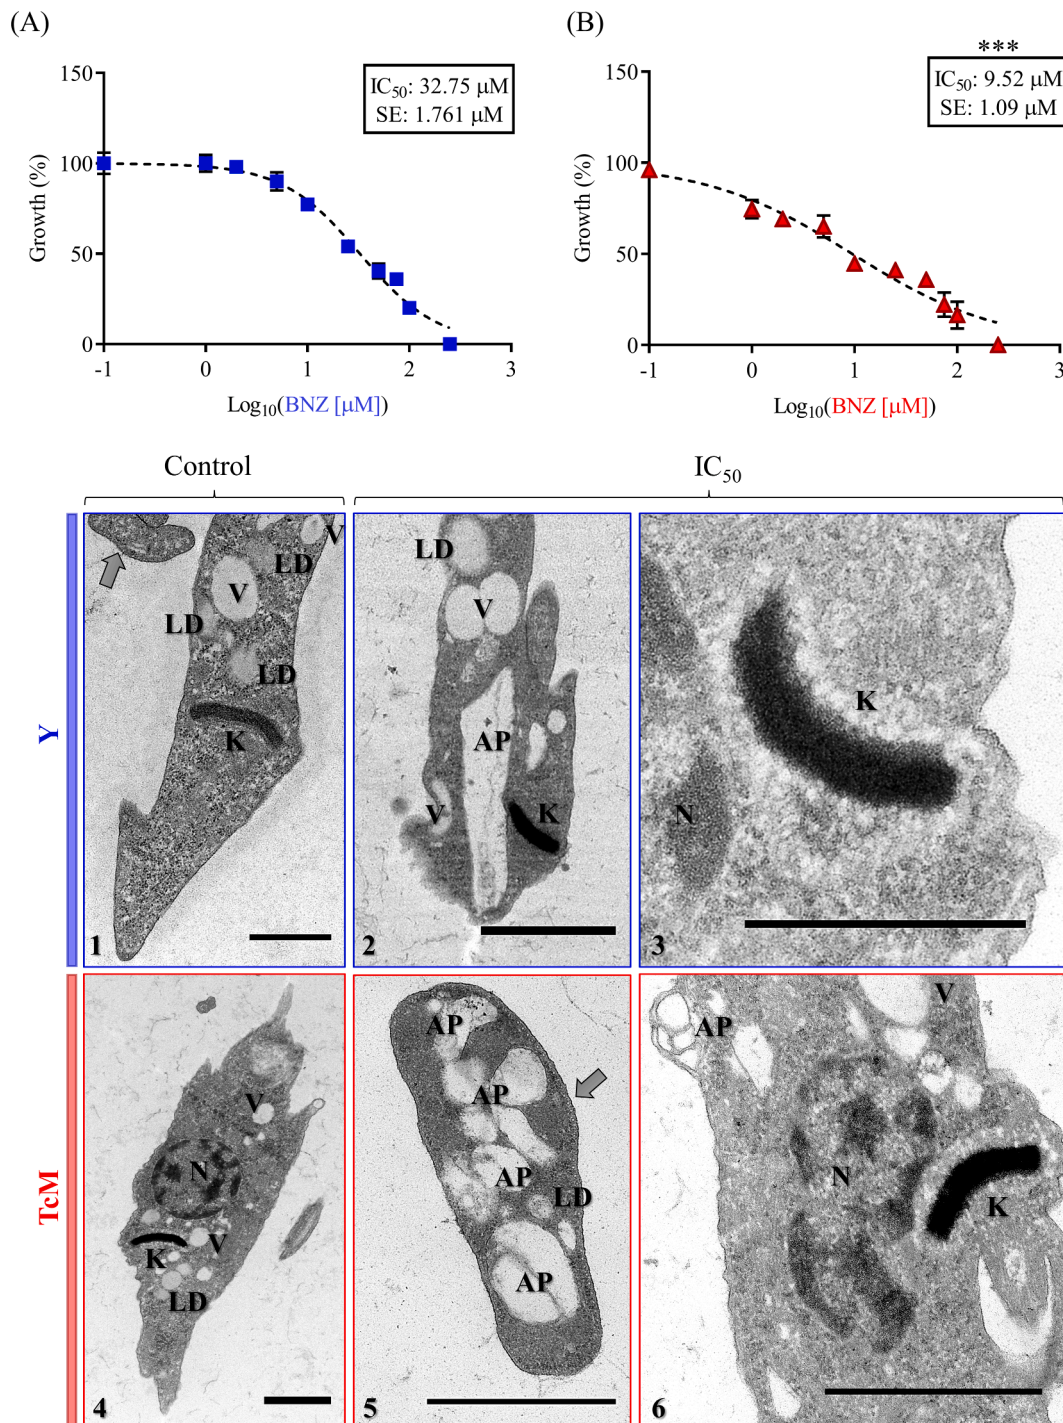 (A)
(B)
***
IC50: 32.75 µM
SE: 1.761 µM
IC50: 9.52 µM
SE: 1.09 µM
Growth (%)
150
100
50
0
-1
0
1
2
3
Log10(BNZ [µM])
Growth (%)
150
100
50
0
-1
0
1
2
3
Log10(BNZ [µM])
Control
IC50
Y
V
LD
V
LD
LD
K
1
LD
V
AP
V
K
2
K
N
3
TcM
V
N
V
K
LD
4
AP
AP
AP
LD
AP
5
V
AP
N
K
6